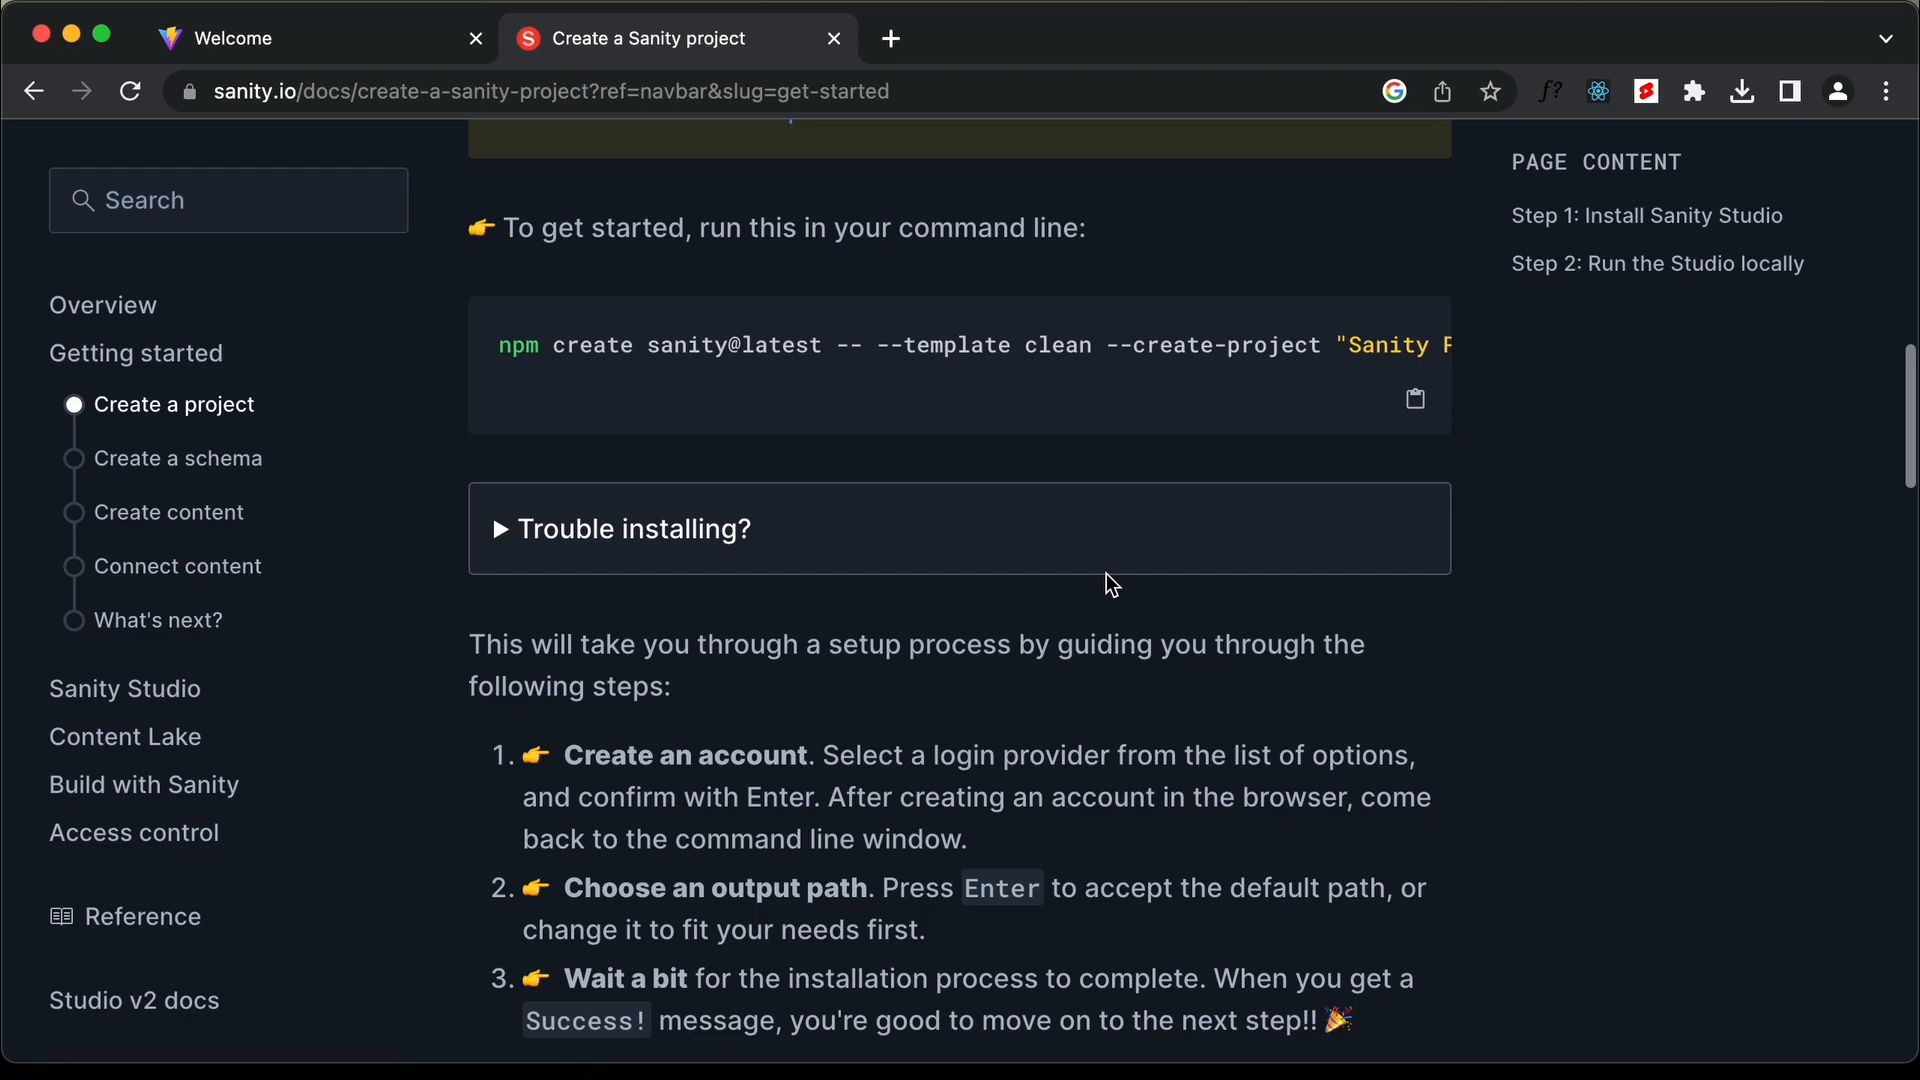 Welcome
Create a Sanity project
sanity.io/docs/create-a-sanity-project?ref=navbar&slug=get-started
f?
Search
Overview
Getting started
Create a project
Create a schema
Create content
Connect content
What's next?
Sanity Studio
Content Lake
Build with Sanity
Access control
Reference
Studio v2 docs
👉 To get started, run this in your command line:
npm create sanity@latest -- --template clean --create-project "Sanity P
▶ Trouble installing?
This will take you through a setup process by guiding you through the
following steps:
1. 👉 Create an account. Select a login provider from the list of options,
and confirm with Enter. After creating an account in the browser, come
back to the command line window.
2. 👉 Choose an output path. Press Enter to accept the default path, or
change it to fit your needs first.
3. 👉 Wait a bit for the installation process to complete. When you get a
Success! message, you're good to move on to the next step!! 🎉
PAGE CONTENT
Step 1: Install Sanity Studio
Step 2: Run the Studio locally